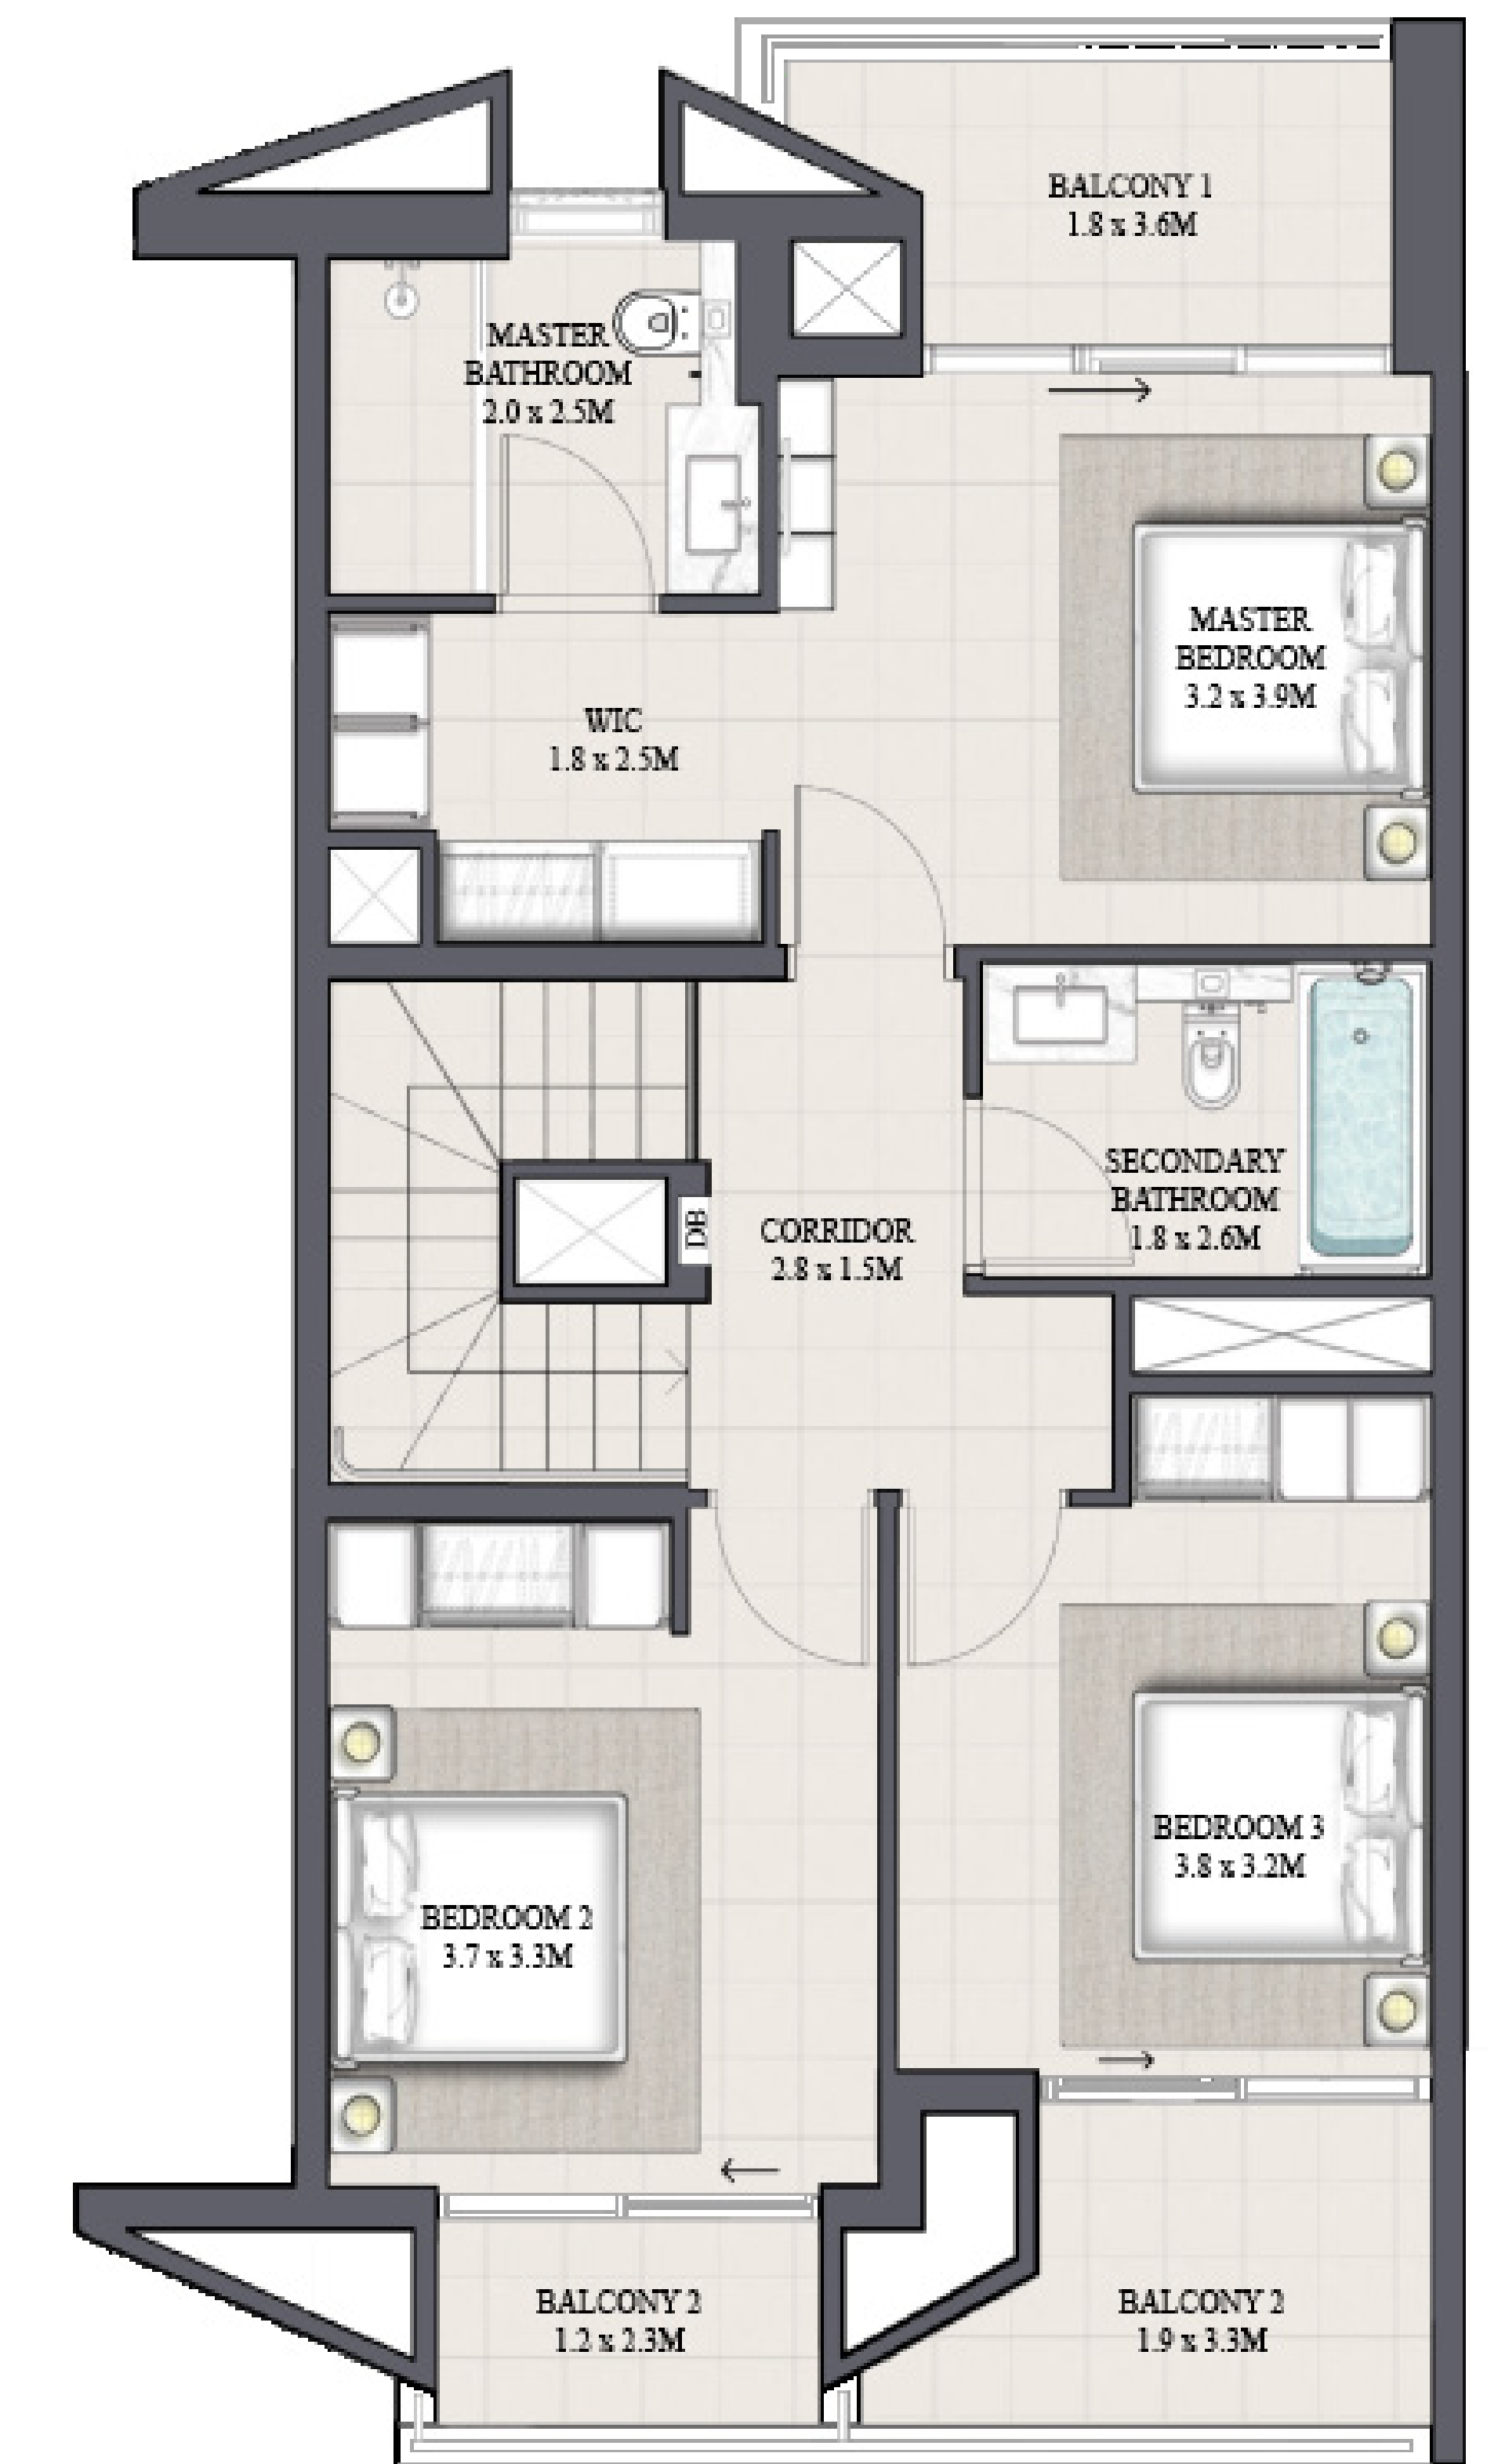 BALCONY 1
1.8 x 3.6M
MASTER
BATHROOM
2.0 x 2.5M
MASTER
BEDROOM
3.2 x 3.9M
WIC
1.8 x 2.5M
SECONDARY
BATHROOM
1.8 x 2.6M
DB
CORRIDOR
2.8 x 1.5M
BEDROOM 3
3.8 x 3.2M
BEDROOM 2
3.7 x 3.3M
BALCONY 2
1.2 x 2.3M
BALCONY 2
1.9 x 3.3M